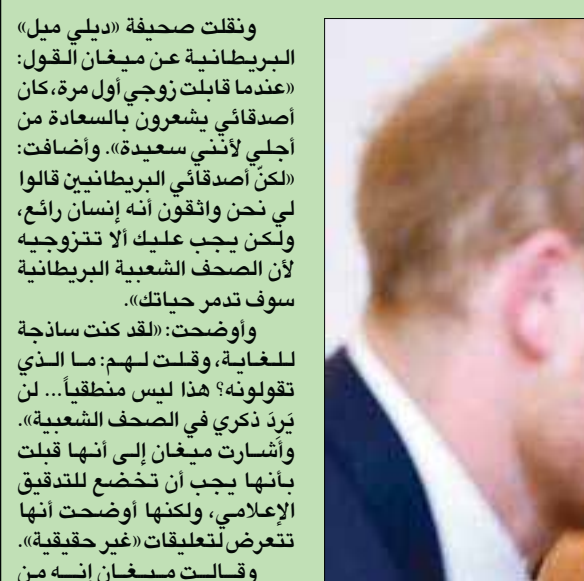 ونقلت صحيفة «ديلي ميل»
البريطانية عن ميغان القول:
«عندما قابلت زوجي أول مرة، كان
أصدقائي يشعرون بالسعادة من
أجلي لأنني سعيدة». وأضافت:
«لكنّ أصدقائي البريطانيين قالوا
لي نحن واثقون أنه إنسان رائع،
ولكن يجب عليك ألا تتزوجيه
لأن الصحف الشعبية البريطانية
سوف تدمر حياتك».
وأوضحت: «لقد كنت ساذجة
للغاية، وقلت لهم: ما الذي
تقولونه؟ هذا ليس منطقياً... لن
يَرِدَ ذكري في الصحف الشعبية».
وأشارت ميغان إلى أنها قبلت
بأنها يجب أن تخضع للتدقيق
الإعلامي، ولكنها أوضحت أنها
تتعرض لتعليقات «غير حقيقية».
وقالت ميغان إنه من